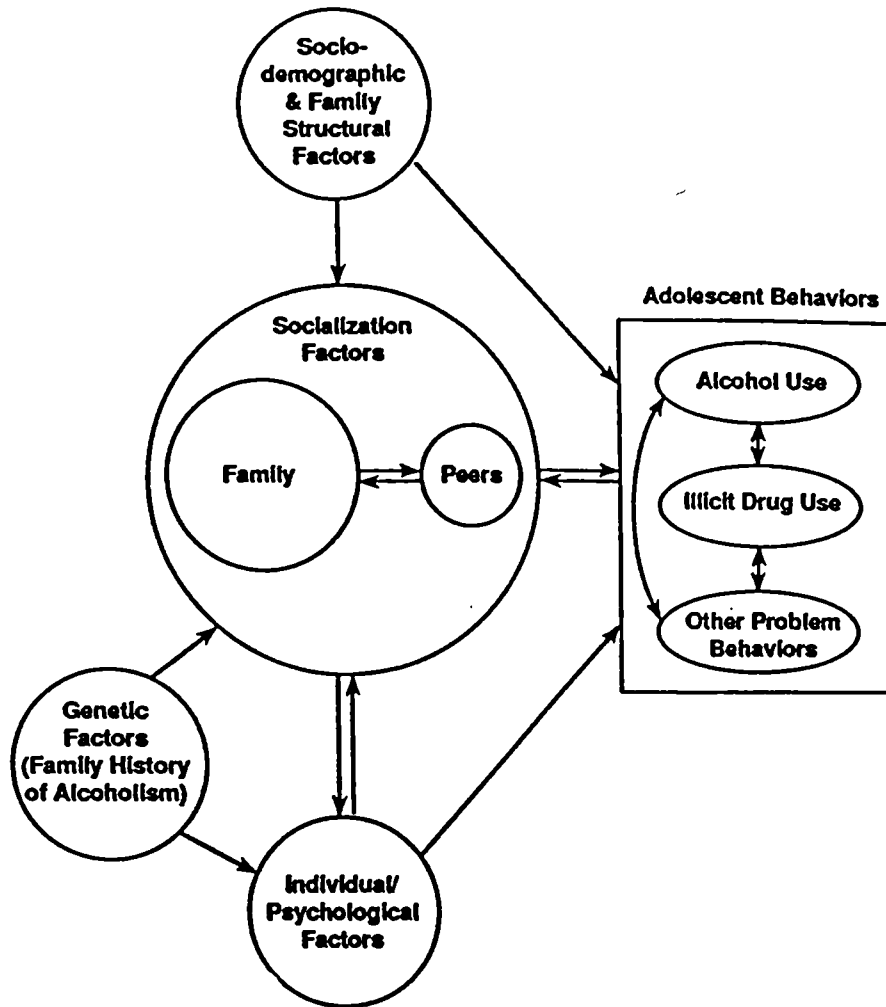 Socio-
demographic
& Family
Structural
Factors
Adolescent Behaviors
Socialization
Factors
Alcohol Use
Family
Peers
Illicit Drug Use
Other Problem
Behaviors
Genetic
Factors
(Family History
of Alcoholism)
Individual/
Psychological
Factors